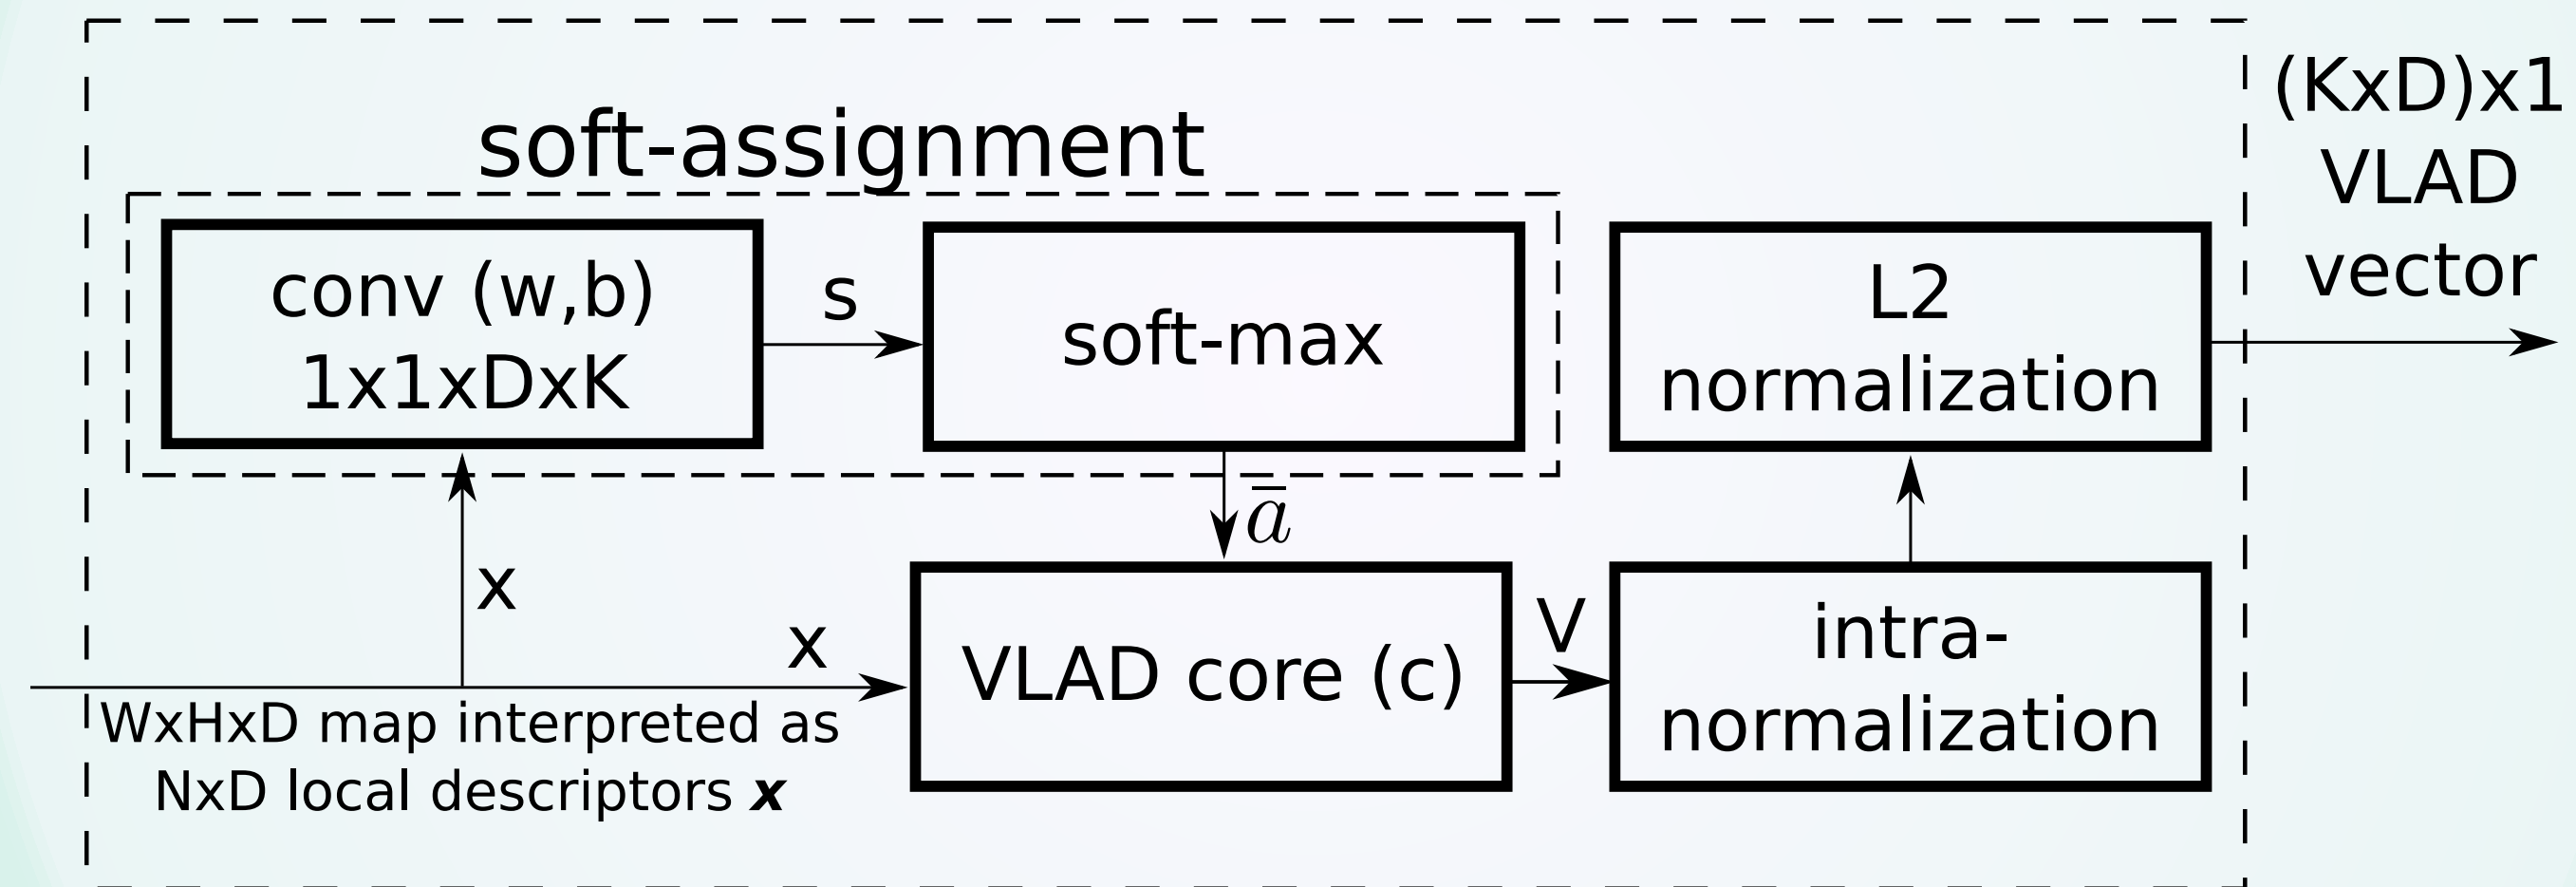 soft-assignment
conv (w,b)
1x1xDxK
s
soft-max
L2
normalization
(KxD)x1
VLAD
vector
x
a̅
x
VLAD core (c)
V
intra-
normalization
WxHxD map interpreted as
NxD local descriptors x